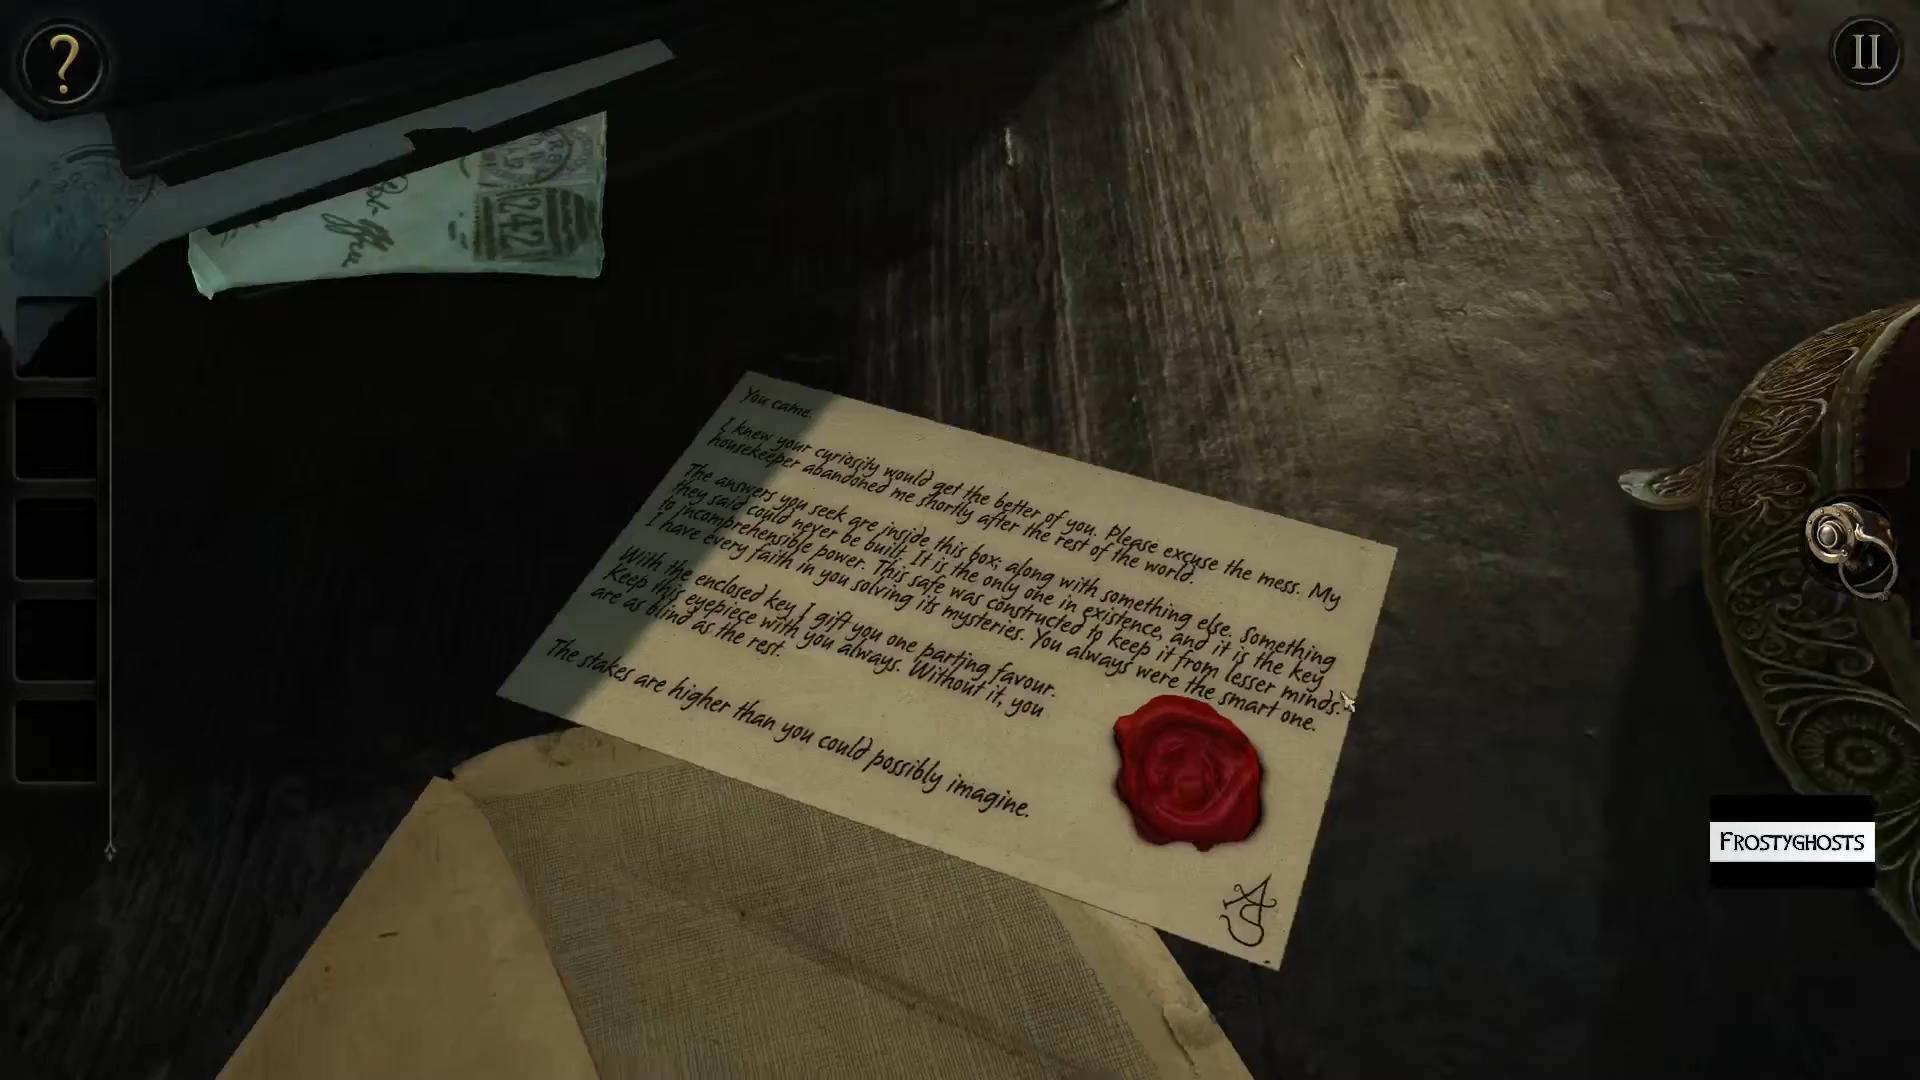 242
You came.
I knew your curiosity would get the better of you. Please excuse the mess. My
housekeeper abandoned me shortly after the rest of the world.
The answers you seek are inside this box; along with something else. Something
they said could never be built. It is the only one in existence, and it is the key
to incomprehensible power. This safe was constructed to keep it from lesser minds.
I have every faith in you solving its mysteries. You always were the smart one.
With the enclosed key I gift you one parting favour.
Keep this eyepiece with you always. Without it, you
are as blind as the rest.
The stakes are higher than you could possibly imagine.
AS
FROSTYGHOSTS